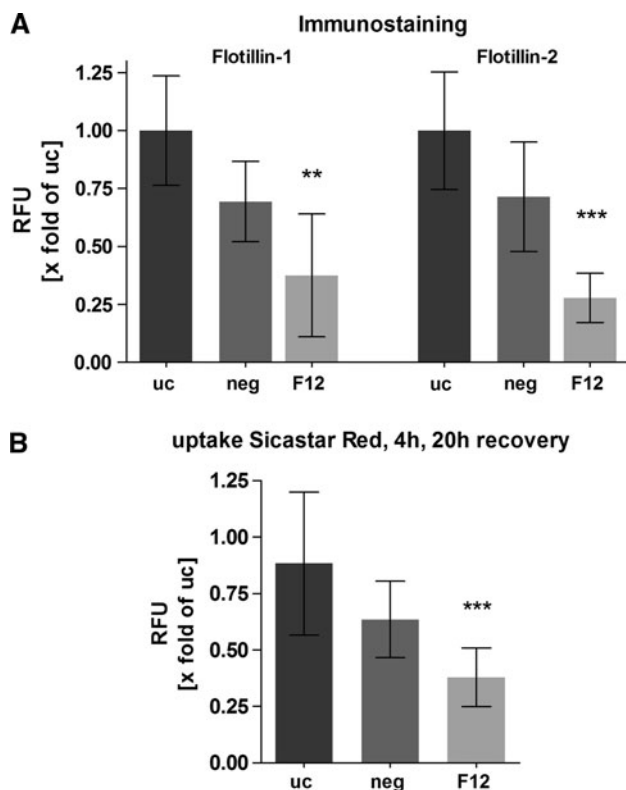 A
Immunostaining
Flotillin-1 Flotillin-2
RFU
[x fold of uc]
1.25
1.00
0.75
0.50
0.25
0.00
** ***
uc neg F12 uc neg F12
B
uptake Sicastar Red, 4h, 20h recovery
RFU
[x fold of uc]
1.25
1.00
0.75
0.50
0.25
0.00
***
uc neg F12